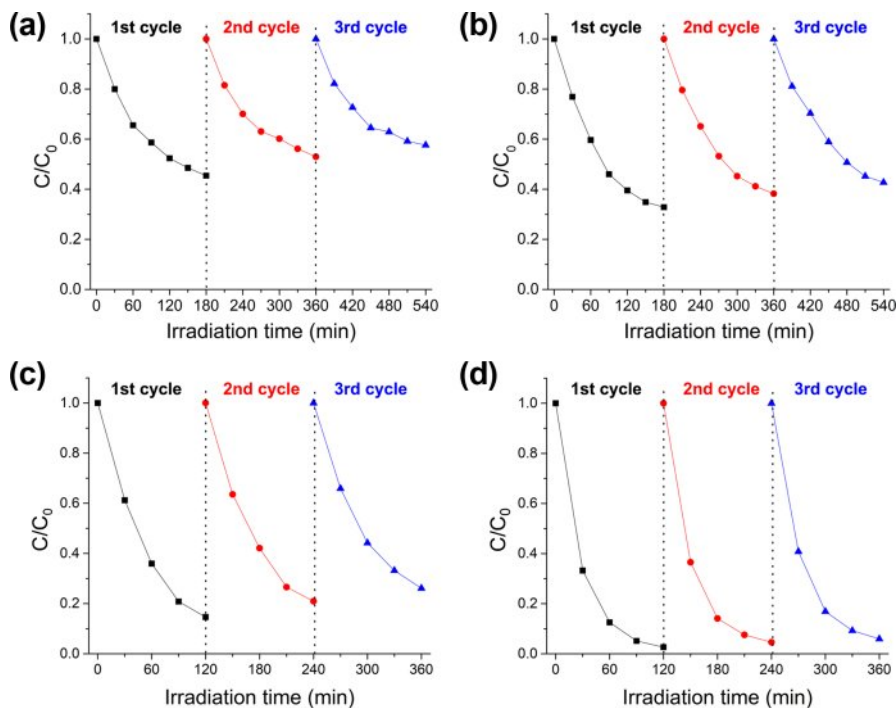 (a)
1st cycle 2nd cycle 3rd cycle
1.0
0.8
0.6
0.4
0.2
0.0
C/C0
0 60 120 180 240 300 360 420 480 540
Irradiation time (min)
(b)
1st cycle 2nd cycle 3rd cycle
1.0
0.8
0.6
0.4
0.2
0.0
C/C0
0 60 120 180 240 300 360 420 480 540
Irradiation time (min)
(c)
1st cycle 2nd cycle 3rd cycle
1.0
0.8
0.6
0.4
0.2
0.0
C/C0
0 60 120 180 240 300 360
Irradiation time (min)
(d)
1st cycle 2nd cycle 3rd cycle
1.0
0.8
0.6
0.4
0.2
0.0
C/C0
0 60 120 180 240 300 360
Irradiation time (min)